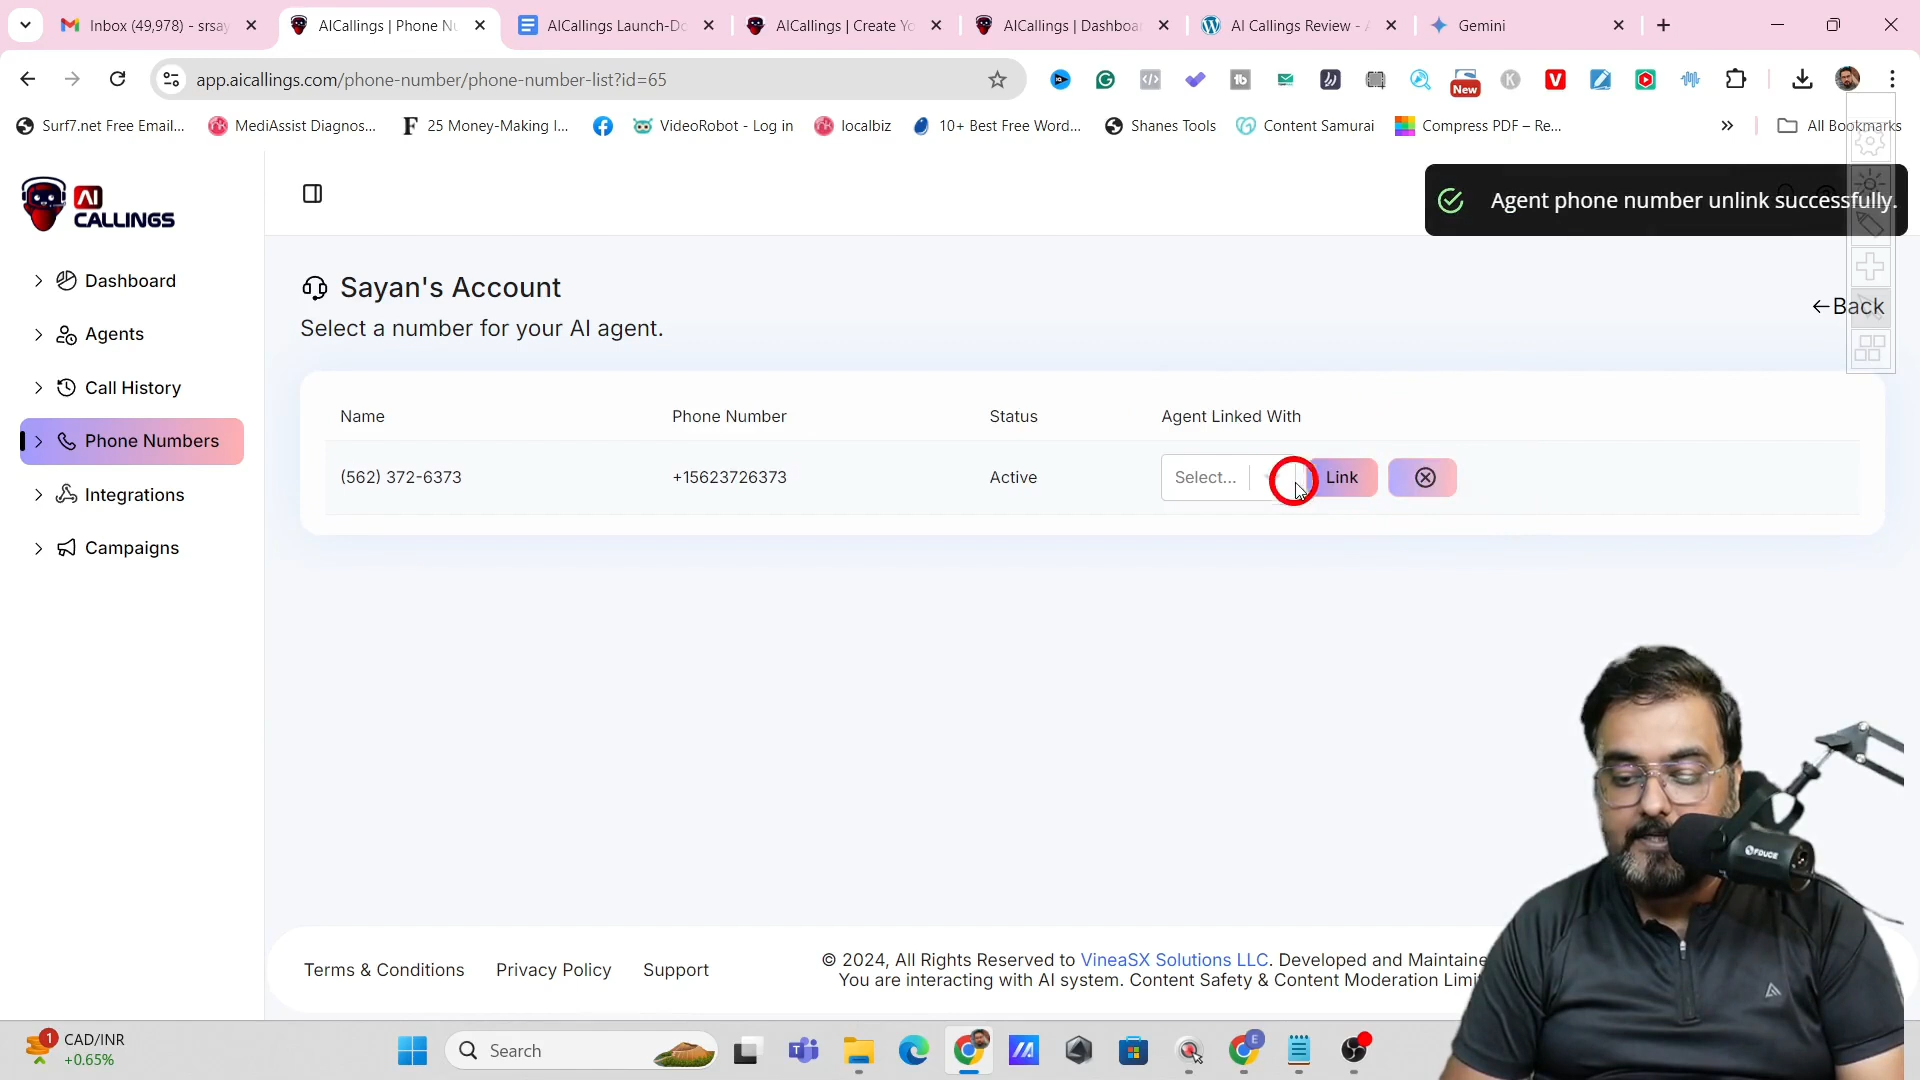 Inbox (49,978) - srsay
AICallings | Phone Nu
AICallings Launch-Do
AICallings | Create Yo
AICallings | Dashboar
AI Callings Review - A
Gemini
app.aicallings.com/phone-number/phone-number-list?id=65
New
Surf7.net Free Email...
MediAssist Diagnos...
25 Money-Making I...
VideoRobot - Log in
localbiz
10+ Best Free Word...
Shanes Tools
Content Samurai
Compress PDF – Re...
All Bookmarks
AI
CALLINGS
Agent phone number unlink successfully.
Dashboard
Agents
Call History
Phone Numbers
Integrations
Campaigns
Sayan's Account
Select a number for your AI agent.
←Back
Name Phone Number Status Agent Linked With
(562) 372-6373 +15623726373 Active Select... Link
Terms & Conditions Privacy Policy Support
© 2024, All Rights Reserved to VineaSX Solutions LLC. Developed and Maintaine
You are interacting with AI system. Content Safety & Content Moderation Limi
FDUCE
1
CAD/INR
+0.65%
Search
E